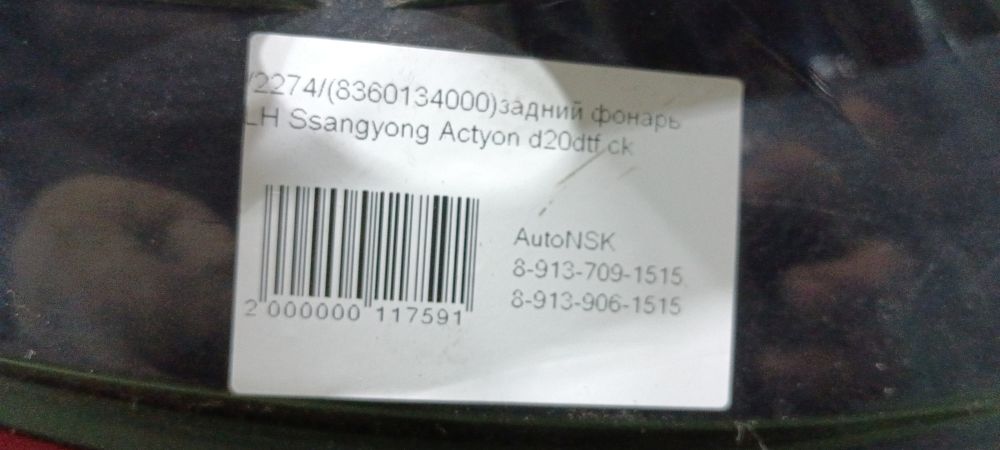 /2274/(8360134000)задний фонарь
LH Ssangyong Actyon d20dtf ck
AutoNSK
8-913-709-1515
8-913-906-1515
2 000000 117591